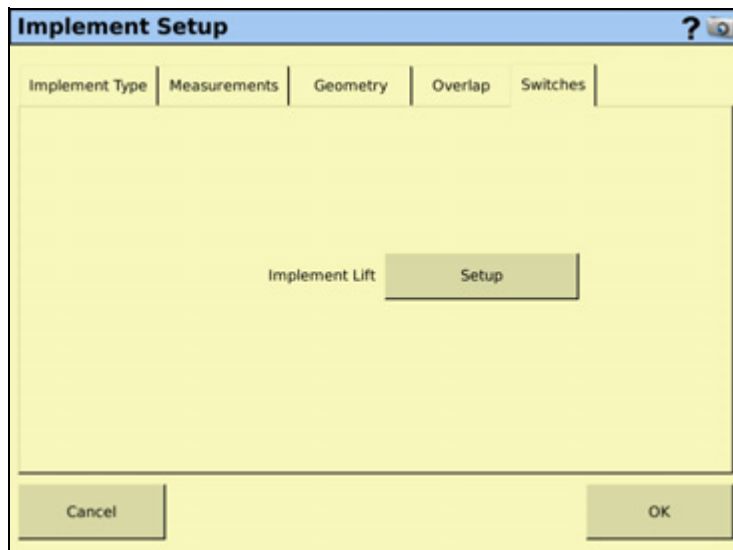 Implement Setup ?
Implement Type Measurements Geometry Overlap Switches
Implement Lift Setup
Cancel OK